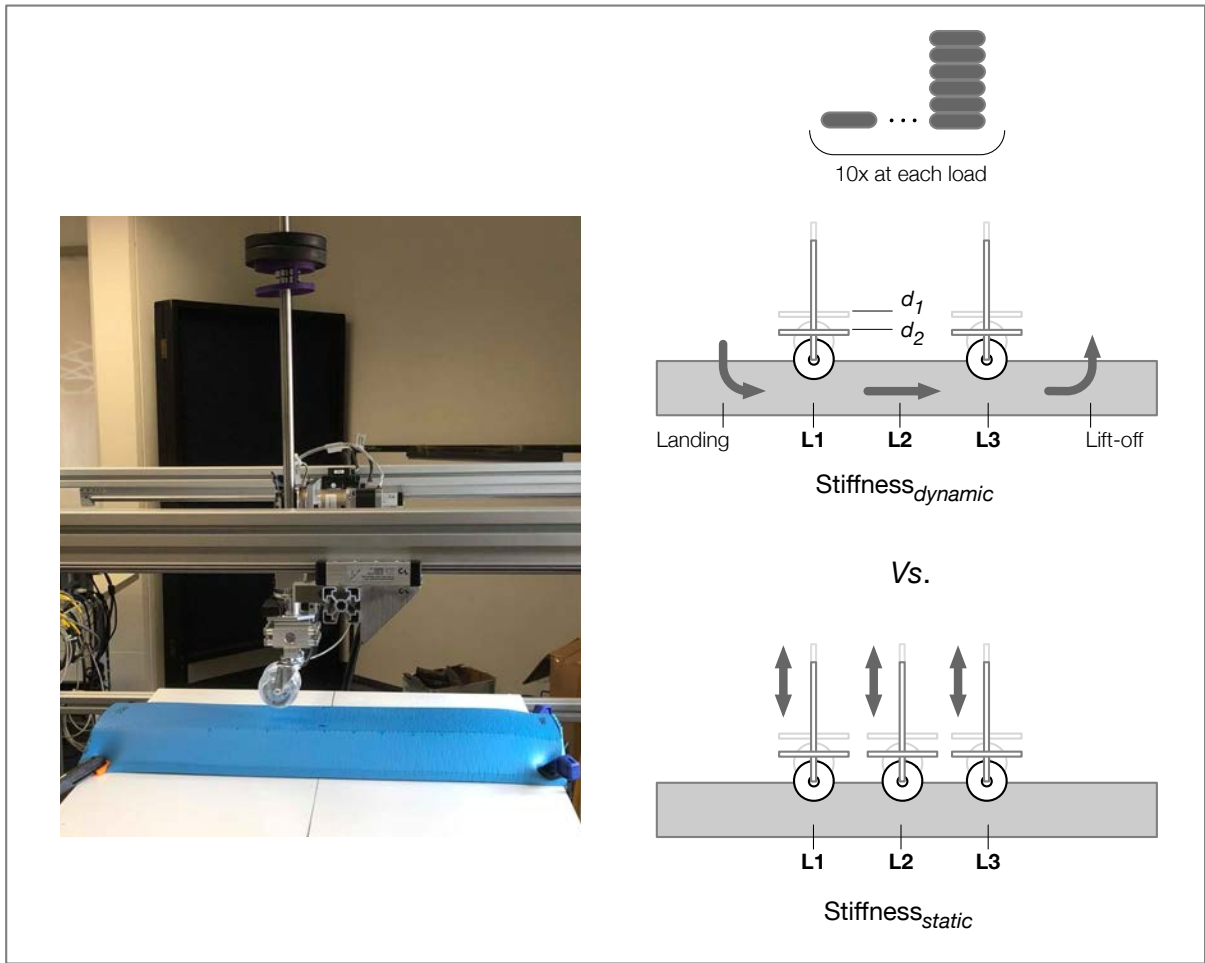 10x at each load
d1
d2
Landing
L1
L2
L3
Lift-off
Stiffnessdynamic
Vs.
L1
L2
L3
Stiffnessstatic